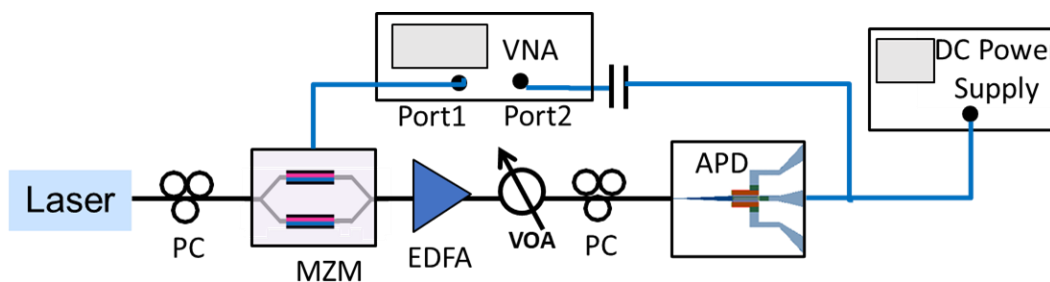 VNA
Port1
Port2
DC Powe
Supply
Laser
PC
MZM
EDFA
VOA
PC
APD